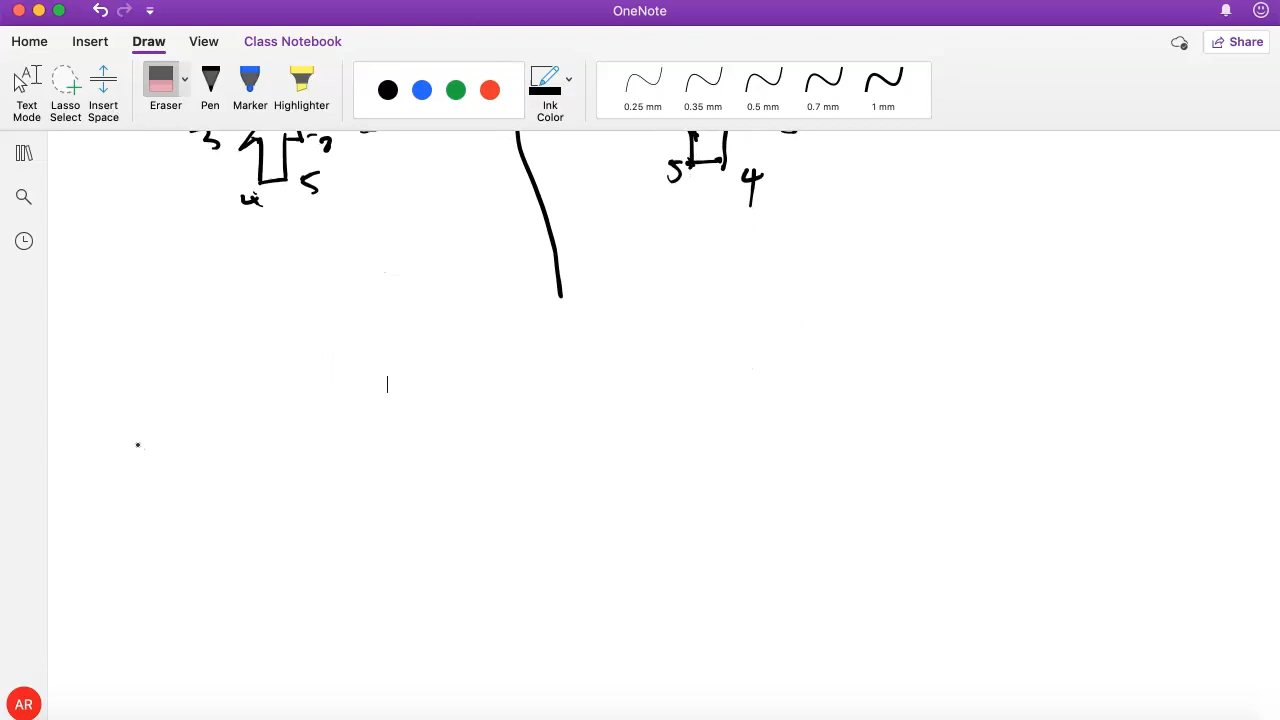 OneNote
Home Insert Draw View Class Notebook Share
Text Mode
Lasso Select
Insert Space
Eraser
Pen
Marker
Highlighter
Ink Color
0.25 mm 0.35 mm 0.5 mm 0.7 mm 1 mm
5
4
5 4
AR